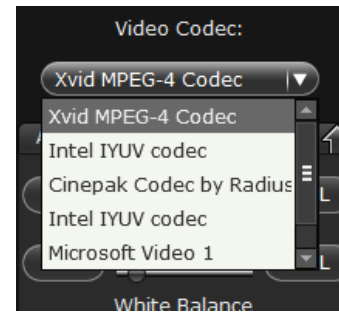 Video Codec:
Xvid MPEG-4 Codec
Xvid MPEG-4 Codec
Intel IYUV codec
Cinepak Codec by Radius
Intel IYUV codec
Microsoft Video 1
White Balance